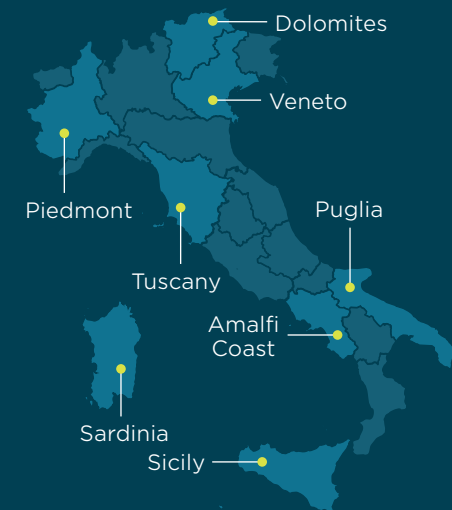 Dolomites
Veneto
Piedmont
Puglia
Tuscany
Amalfi
Coast
Sardinia
Sicily